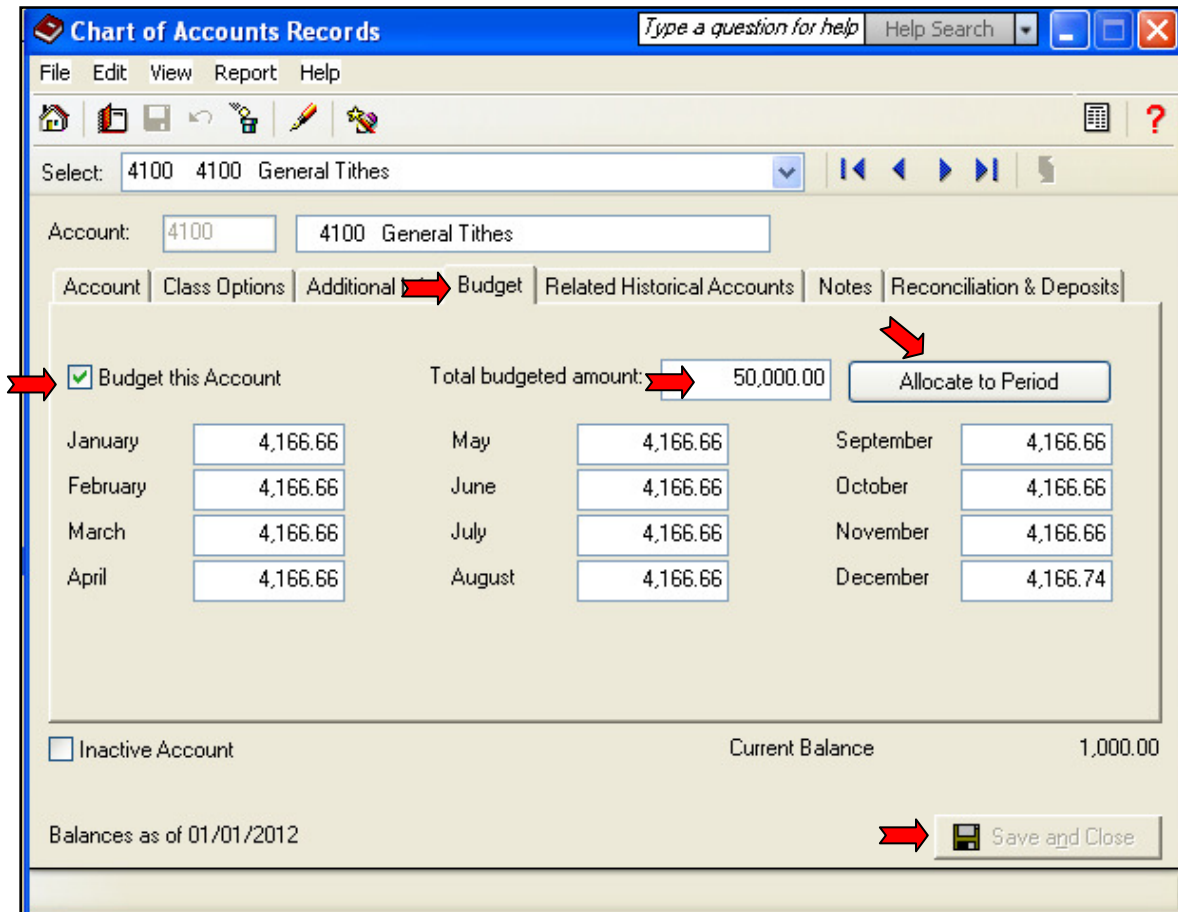 Chart of Accounts Records Type a question for help Help Search
File Edit View Report Help
?
Select: 4100 4100 General Tithes
Account: 4100 4100 General Tithes
Account Class Options Additional Budget Related Historical Accounts Notes Reconciliation & Deposits
Budget this Account Total budgeted amount: 50,000.00 Allocate to Period
January 4,166.66 May 4,166.66 September 4,166.66
February 4,166.66 June 4,166.66 October 4,166.66
March 4,166.66 July 4,166.66 November 4,166.66
April 4,166.66 August 4,166.66 December 4,166.74
Inactive Account Current Balance 1,000.00
Balances as of 01/01/2012 Save and Close